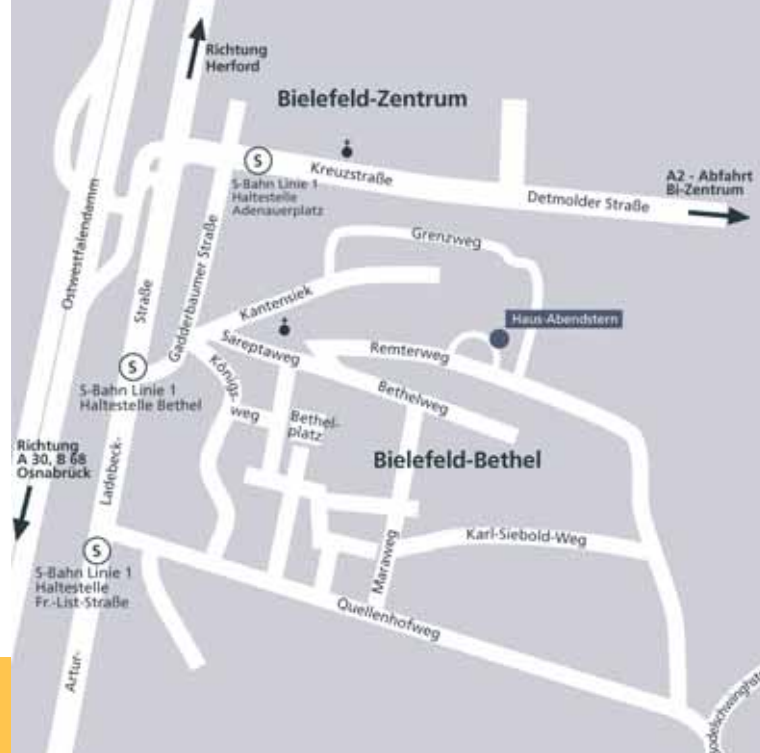 Richtung
Herford
Bielefeld-Zentrum
S
S-Bahn Linie 1
Haltestelle
Adenauerplatz
Kreuzstraße
Detmolder Straße
A2 - Abfahrt
Bi-Zentrum
Ostwestfalendamm
Straße
Gadderbaumer Straße
Grenzweg
Kantensiek
Haus-Abendstern
Sareptaweg
Remterweg
S
S-Bahn Linie 1
Haltestelle Bethel
Königs-
weg
Bethelweg
Bethel-
platz
Richtung
A 30, B 68
Osnabrück
Ladebeck-
Bielefeld-Bethel
Karl-Siebold-Weg
Maraweg
S
S-Bahn Linie 1
Haltestelle
Fr.-List-Straße
Quellenhofweg
Artur-